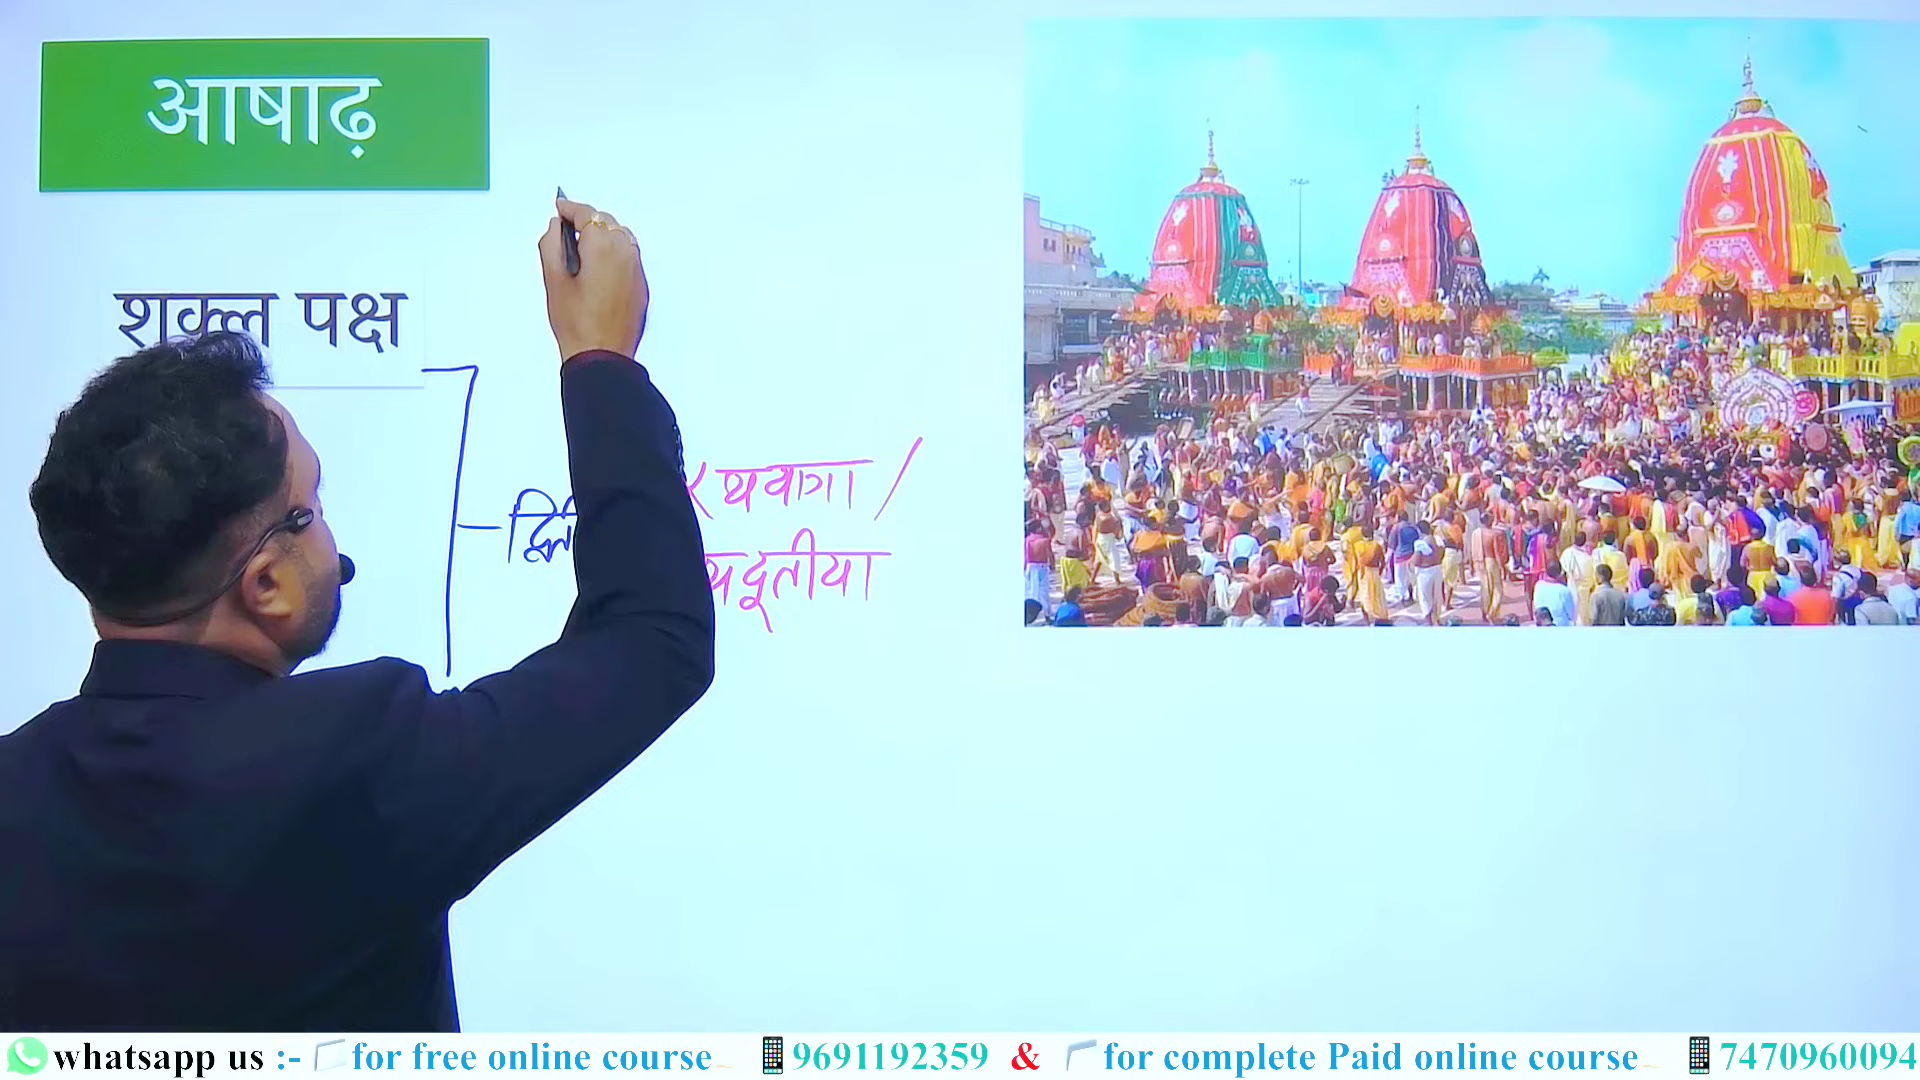 आषाढ़
शुक्ल पक्ष
रथयात्रा /
दूतीया
whatsapp us :- for free online course 9691192359 & for complete Paid online course 7470960094